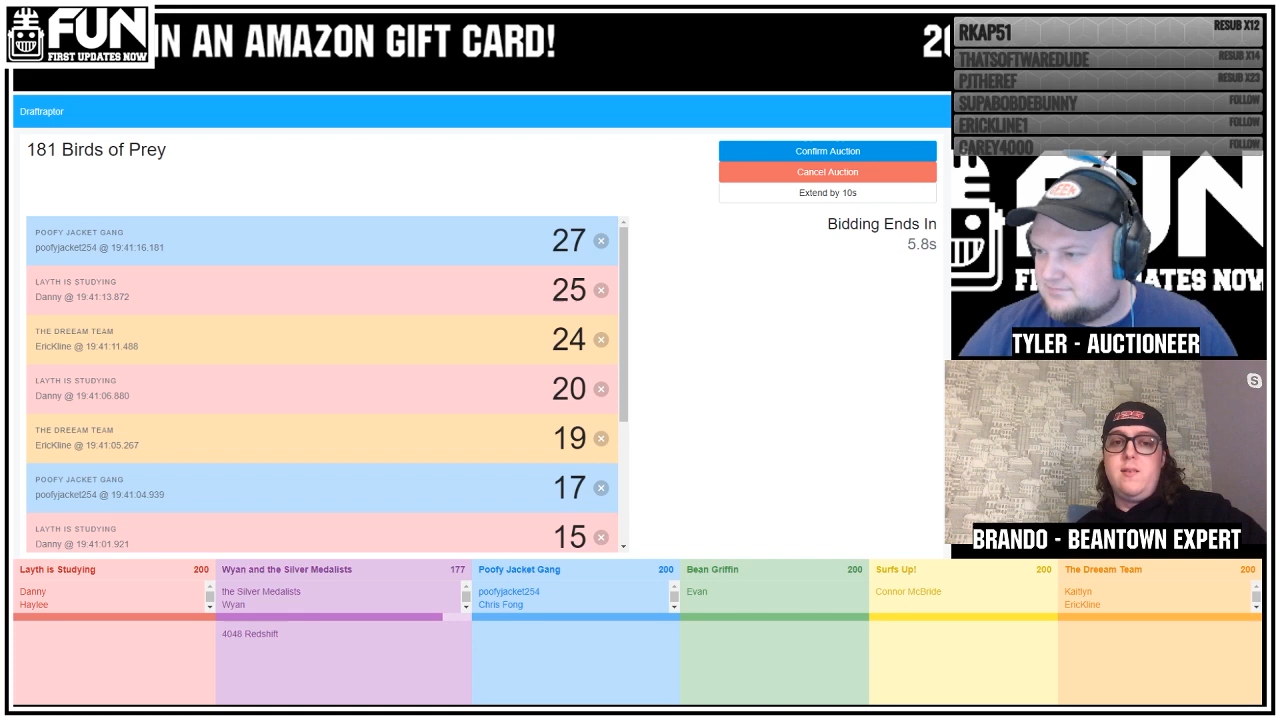 FUN
FIRST UPDATES NOW
IN AN AMAZON GIFT CARD!
20
RKAP51 RESUB X12
THATSOFTWAREDUDE RESUB X14
PJTHEREF RESUB X23
SUPABOBDEBUNNY FOLLOW
ERICKLINE1 FOLLOW
CAREY4000 FOLLOW
Draftraptor
181 Birds of Prey
Confirm Auction
Cancel Auction
Extend by 10s
Bidding Ends In
5.8s
POOFY JACKET GANG
poofyjacket254 @ 19:41:16.181
27
LAYTH IS STUDYING
Danny @ 19:41:13.872
25
THE DREEAM TEAM
EricKline @ 19:41:11.488
24
LAYTH IS STUDYING
Danny @ 19:41:06.880
20
THE DREEAM TEAM
EricKline @ 19:41:05.267
19
POOFY JACKET GANG
poofyjacket254 @ 19:41:04.939
17
LAYTH IS STUDYING
Danny @ 19:41:01.921
15
FUN
FIRST UPDATES NOW
TYLER - AUCTIONEER
BRANDO - BEANTOWN EXPERT
Layth is Studying 200
Danny
Haylee
Wyan and the Silver Medalists 177
the Silver Medalists
Wyan
4048 Redshift
Poofy Jacket Gang 200
poofyjacket254
Chris Fong
Bean Griffin 200
Evan
Surfs Up! 200
Connor McBride
The Dreeam Team 200
Kaitlyn
EricKline